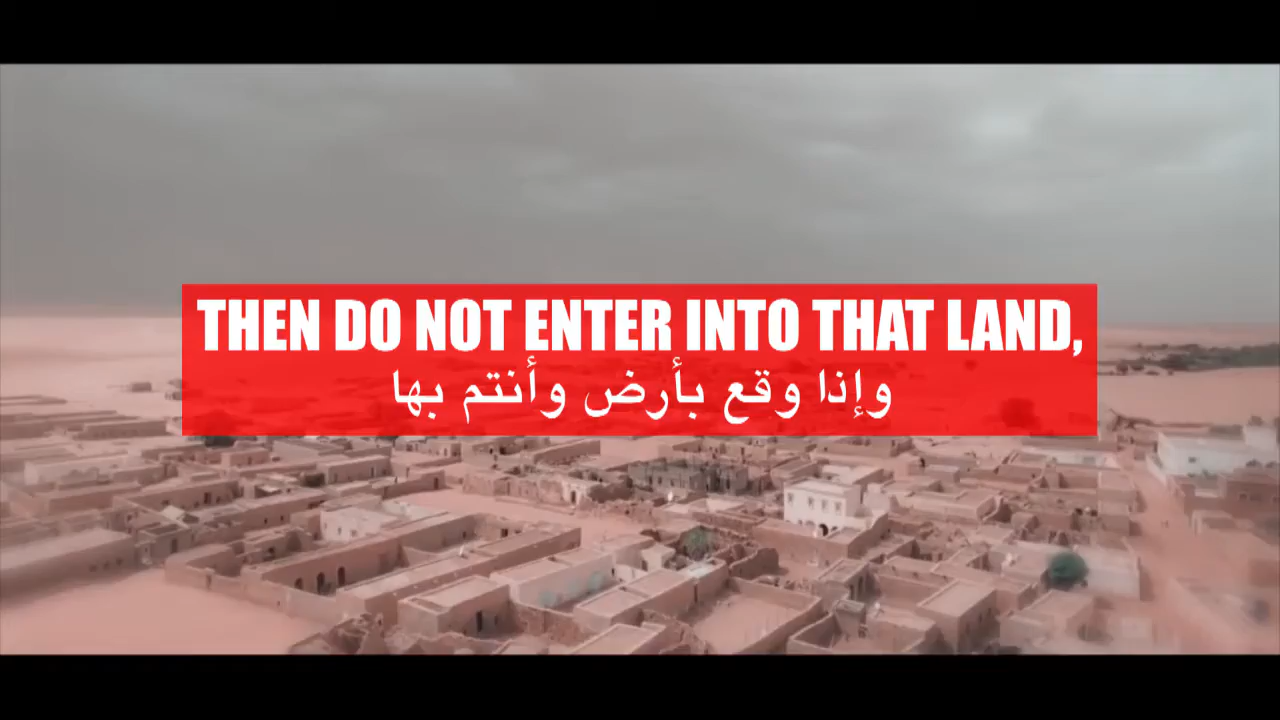 THEN DO NOT ENTER INTO THAT LAND,
وإذا وقع بأرض وأنتم بها